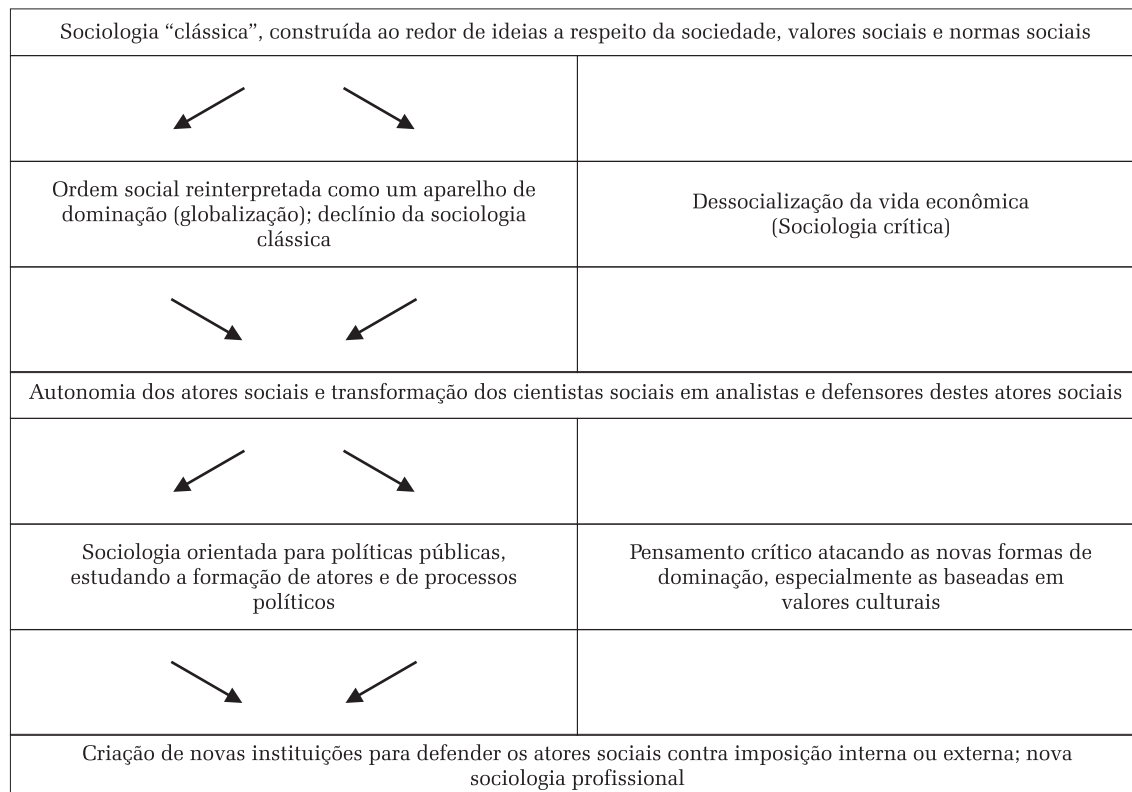 Sociologia “clássica”, construída ao redor de ideias a respeito da sociedade, valores sociais e normas sociais
Ordem social reinterpretada como um aparelho de
dominação (globalização); declínio da sociologia
clássica
Dessocialização da vida econômica
(Sociologia crítica)
Autonomia dos atores sociais e transformação dos cientistas sociais em analistas e defensores destes atores sociais
Sociologia orientada para políticas públicas,
estudando a formação de atores e de processos
políticos
Pensamento crítico atacando as novas formas de
dominação, especialmente as baseadas em
valores culturais
Criação de novas instituições para defender os atores sociais contra imposição interna ou externa; nova
sociologia profissional